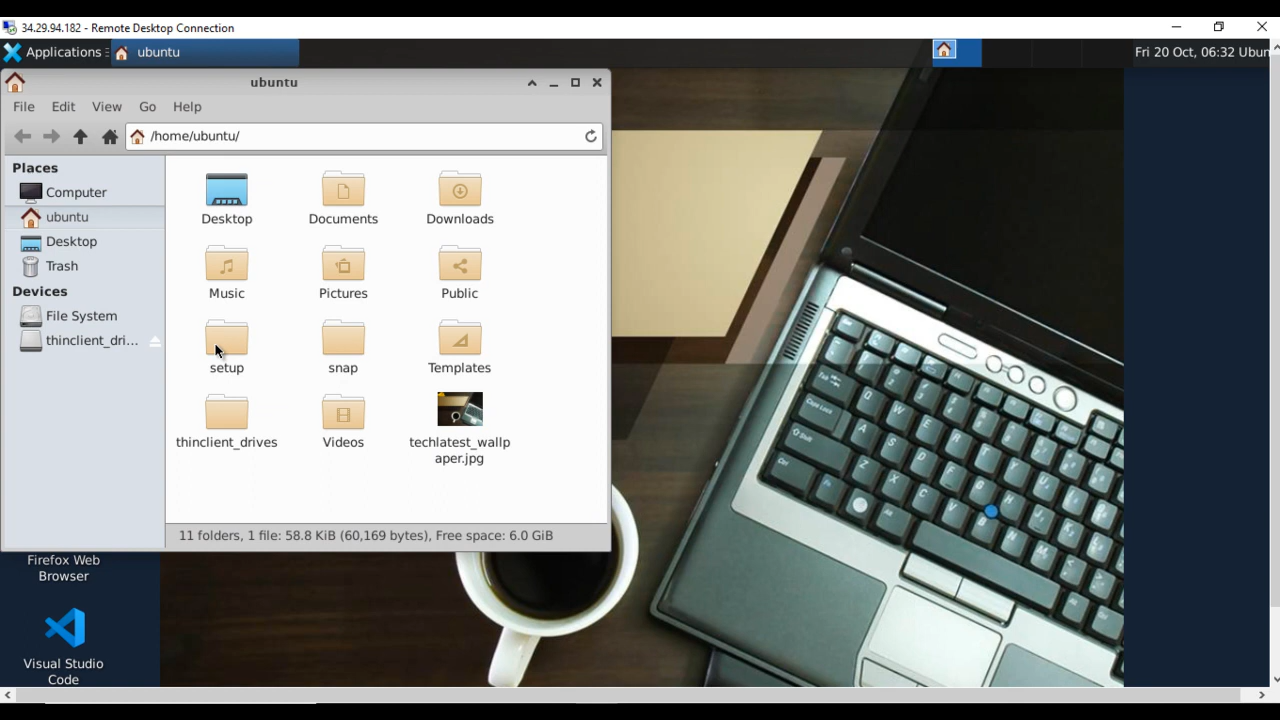 34.29.94.182 - Remote Desktop Connection
Applications
ubuntu
Fri 20 Oct, 06:32 Ubun
ubuntu
File Edit View Go Help
/home/ubuntu/
Places
Computer
ubuntu
Desktop
Trash
Devices
File System
thinclient_dri...
Desktop Documents Downloads
Music Pictures Public
setup snap Templates
thinclient_drives Videos techlatest_wallp
aper.jpg
11 folders, 1 file: 58.8 KiB (60,169 bytes), Free space: 6.0 GiB
Firefox Web
Browser
Visual Studio
Code